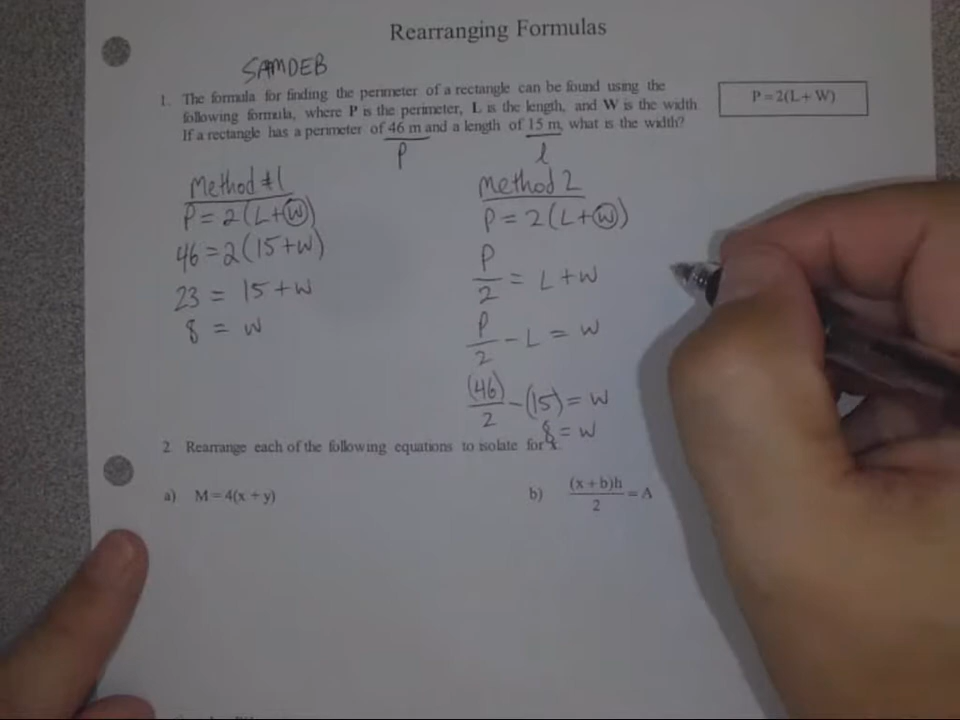 Rearranging Formulas
SAMDEB
1. The formula for finding the perimeter of a rectangle can be found using the
following formula, where P is the perimeter, L is the length, and W is the width
If a rectangle has a perimeter of 46 m and a length of 15 m, what is the width?
P = 2(L + W)
P
l
Method #1
P = 2(L+W)
46 = 2(15+W)
23 = 15+W
8 = W
Method 2
P = 2(L+W)
P/2 = L+W
P/2 - L = W
(46)/2 - (15) = W
8 = W
2 Rearrange each of the following equations to isolate for x.
a) M = 4(x + y)
b) (x + b)h/2 = A